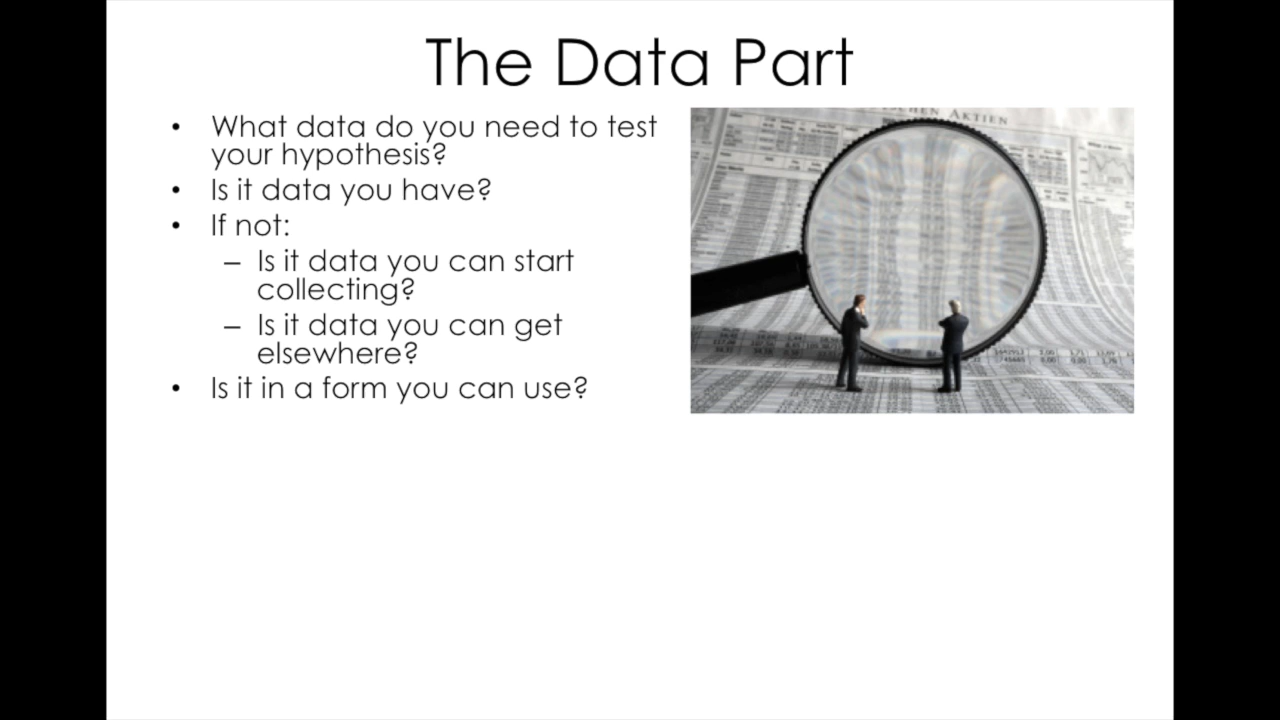 The Data Part
• What data do you need to test
your hypothesis?
• Is it data you have?
• If not:
– Is it data you can start
collecting?
– Is it data you can get
elsewhere?
• Is it in a form you can use?
AKTIEN